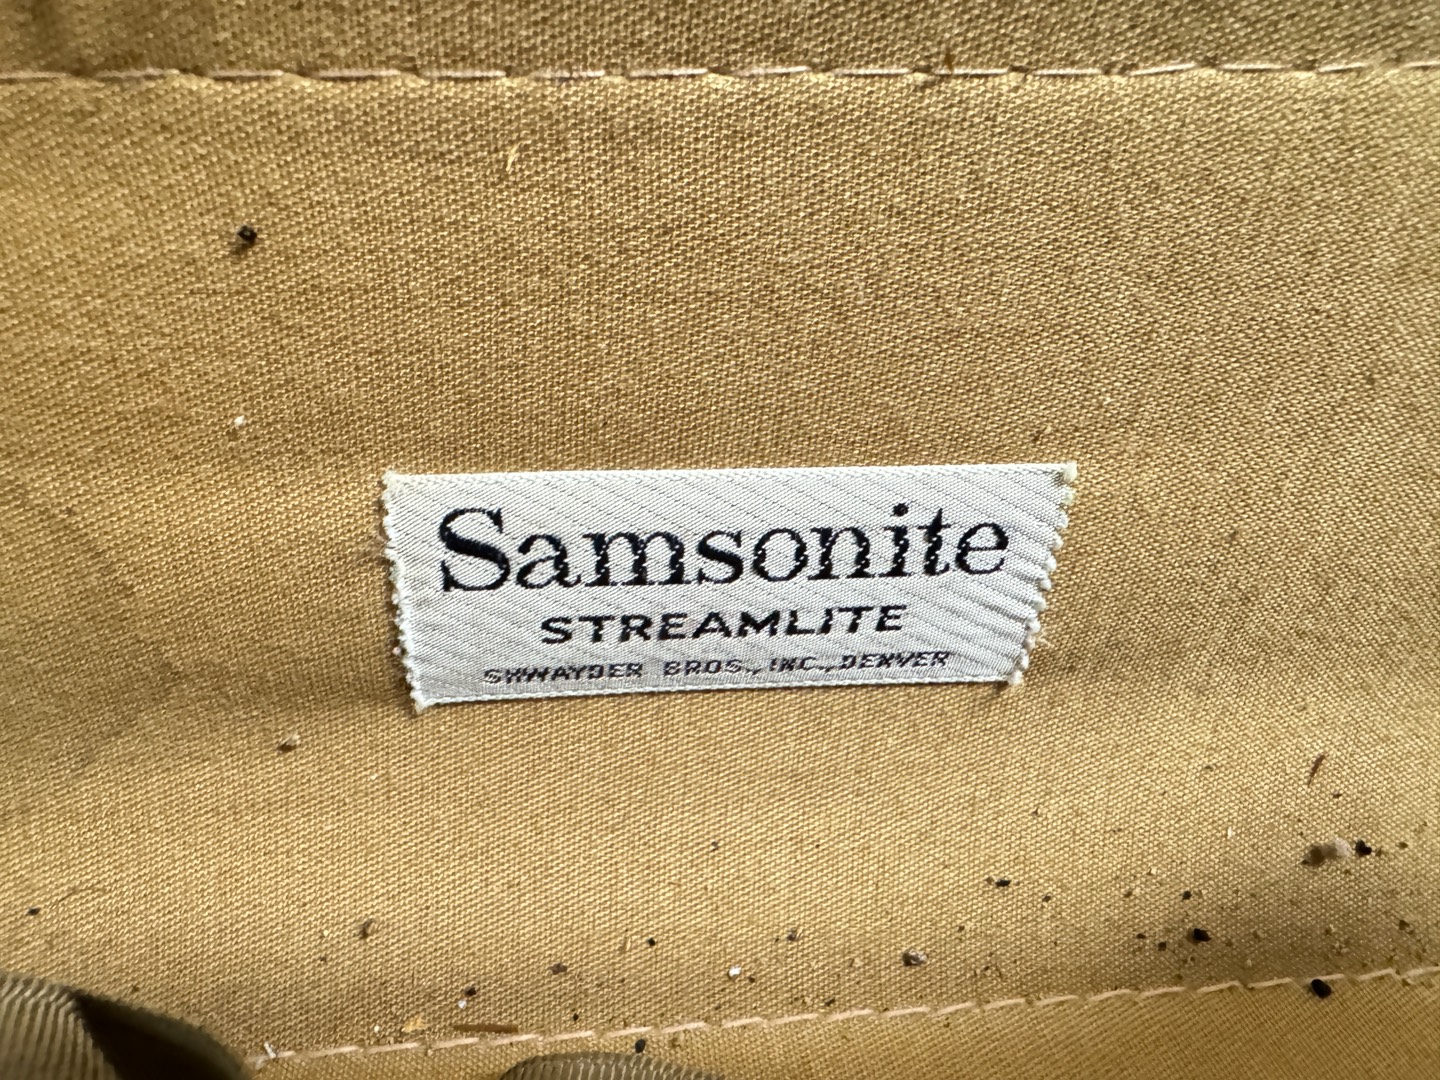 Samsonite
STREAMLITE
SHWAYDER BROS., INC., DENVER